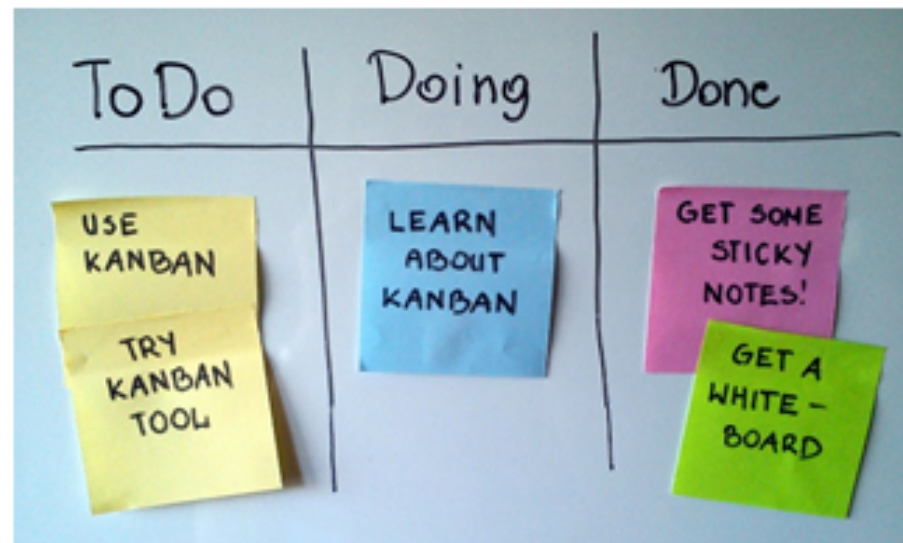 To Do
Doing
Done
USE
KANBAN
TRY
KANBAN
TOOL
LEARN
ABOUT
KANBAN
GET SOME
STICKY
NOTES!
GET A
WHITE-
BOARD